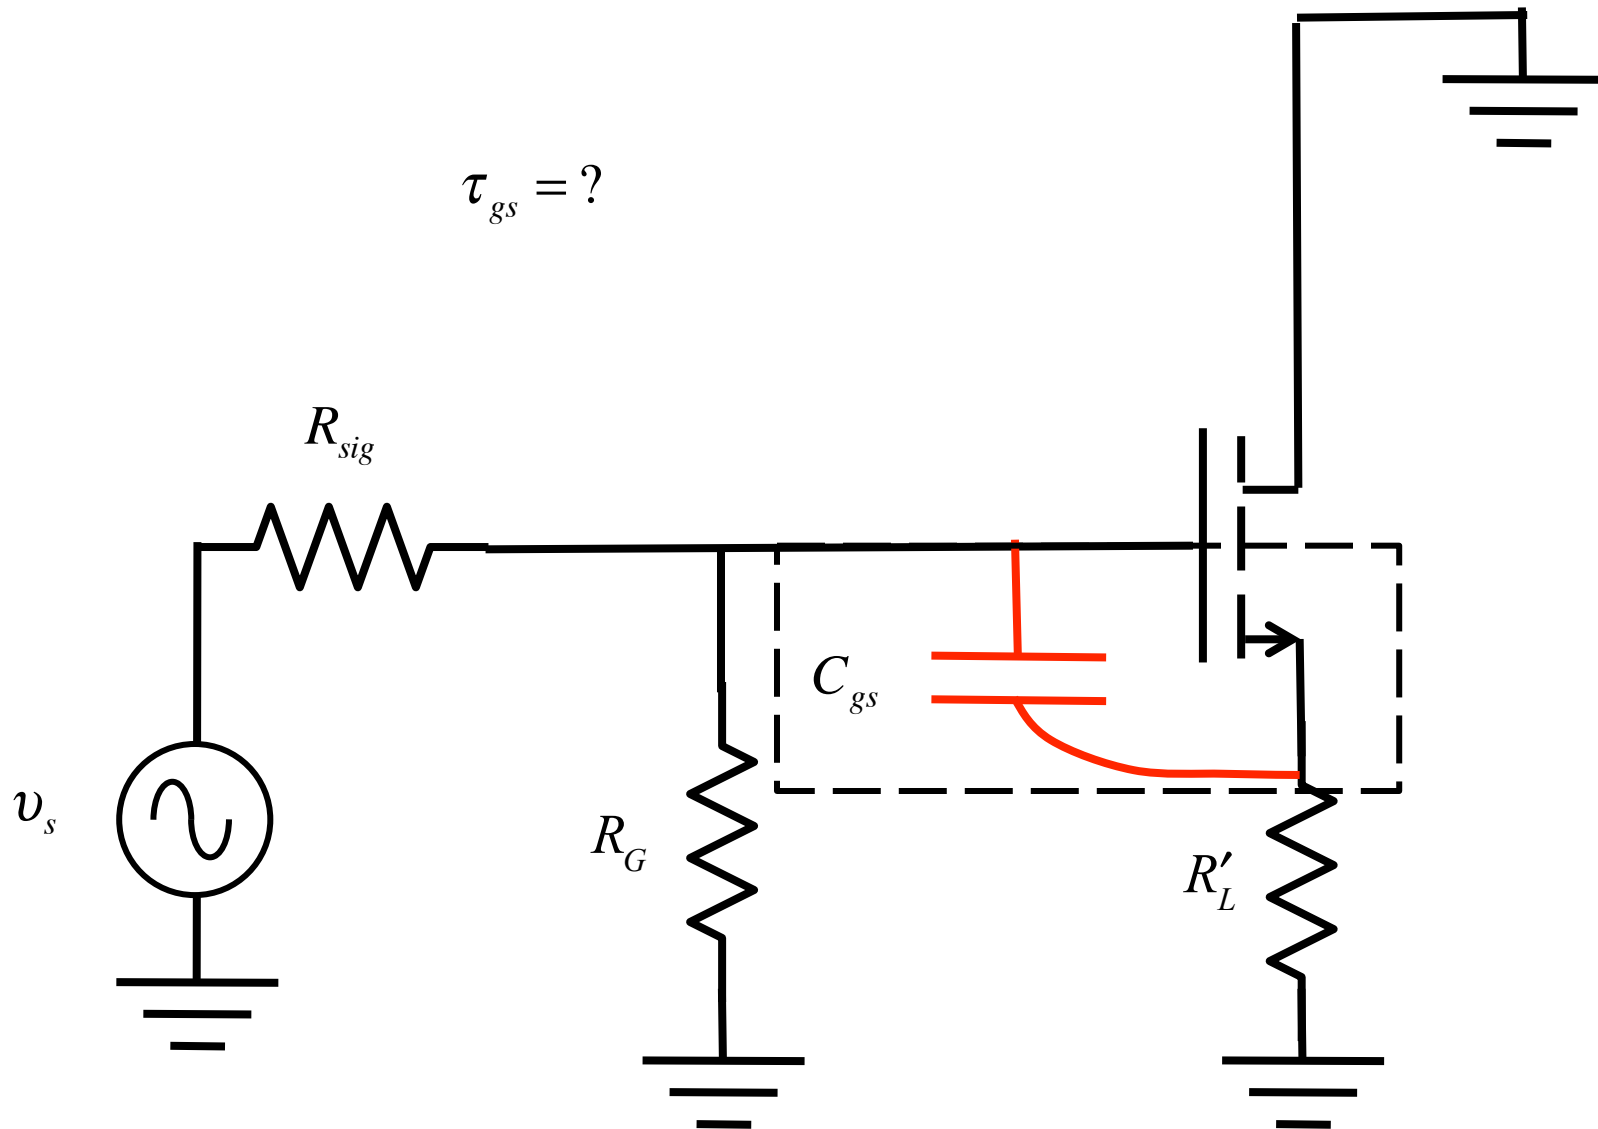 τ_gs = ?
R_sig
C_gs
υ_s
R_G
R′_L